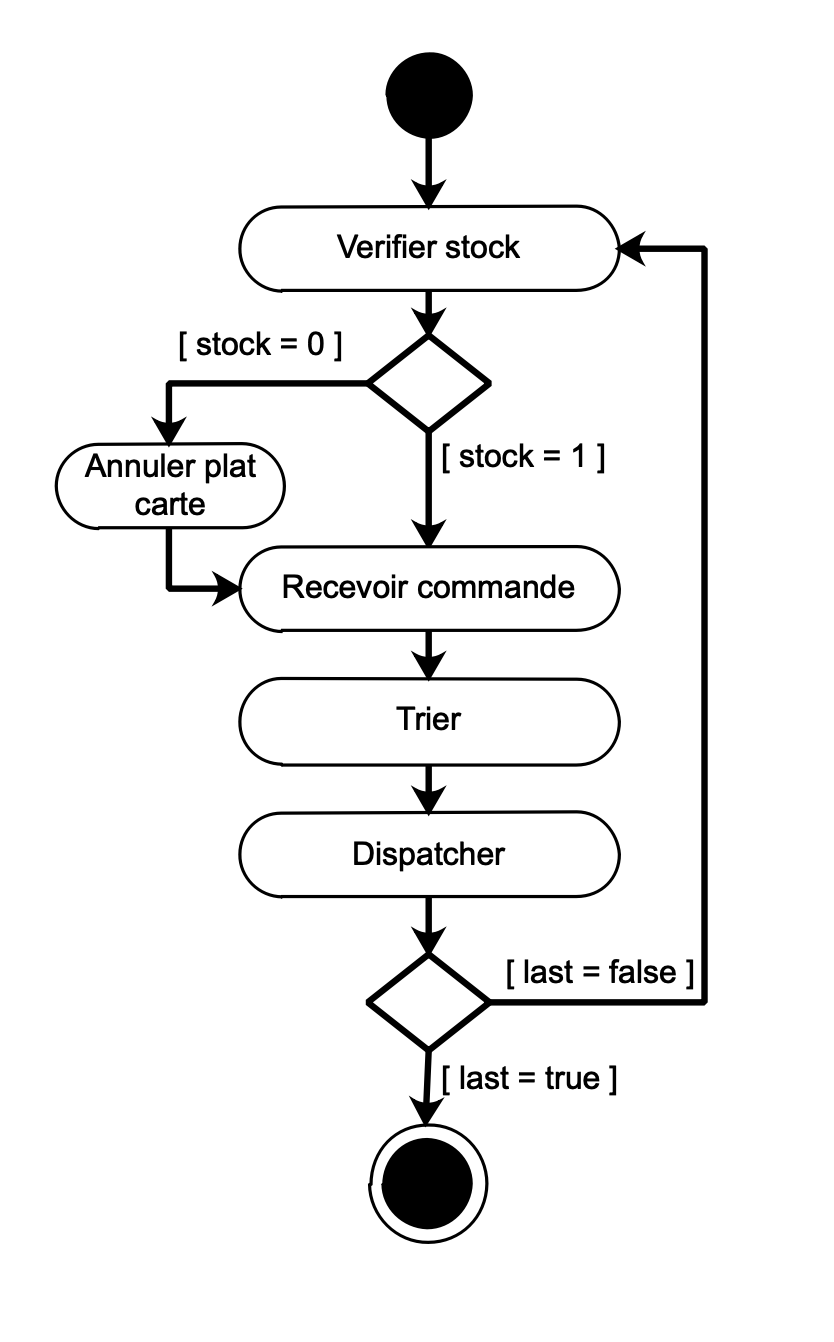 Verifier stock
[ stock = 0 ]
[ stock = 1 ]
Annuler plat
carte
Recevoir commande
Trier
Dispatcher
[ last = false ]
[ last = true ]